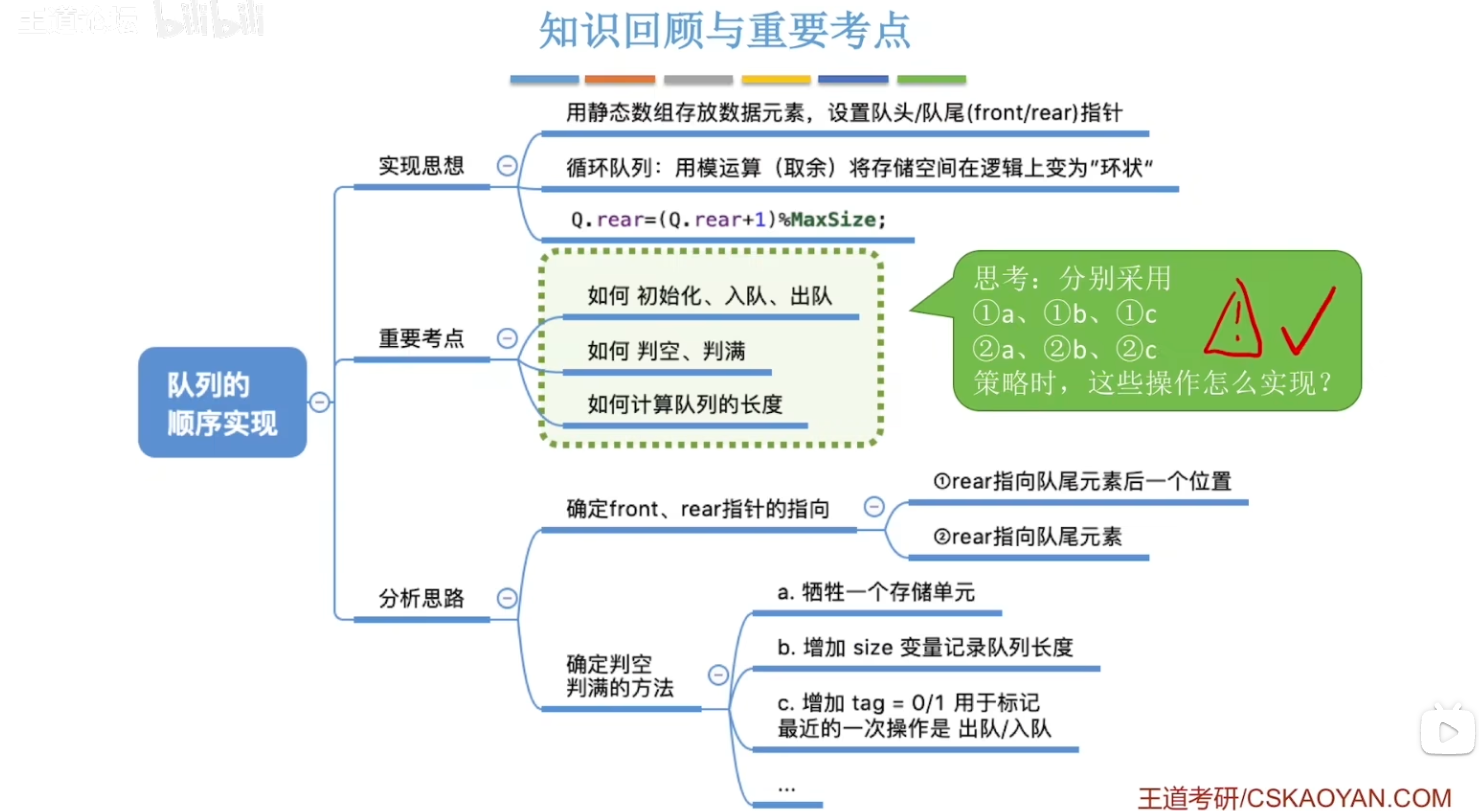 bilibili
知识回顾与重要考点
用静态数组存放数据元素，设置队头/队尾(front/rear)指针
实现思想
循环队列：用模运算（取余）将存储空间在逻辑上变为”环状“
Q.rear=(Q.rear+1)%MaxSize;
如何 初始化、入队、出队
重要考点
如何 判空、判满
如何计算队列的长度
思考：分别采用
①a、①b、①c
②a、②b、②c
策略时，这些操作怎么实现？
队列的
顺序实现
①rear指向队尾元素后一个位置
确定front、rear指针的指向
②rear指向队尾元素
分析思路
a. 牺牲一个存储单元
b. 增加 size 变量记录队列长度
确定判空
判满的方法
c. 增加 tag = 0/1 用于标记
最近的一次操作是 出队/入队
...
王道考研/CSKAOYAN.COM